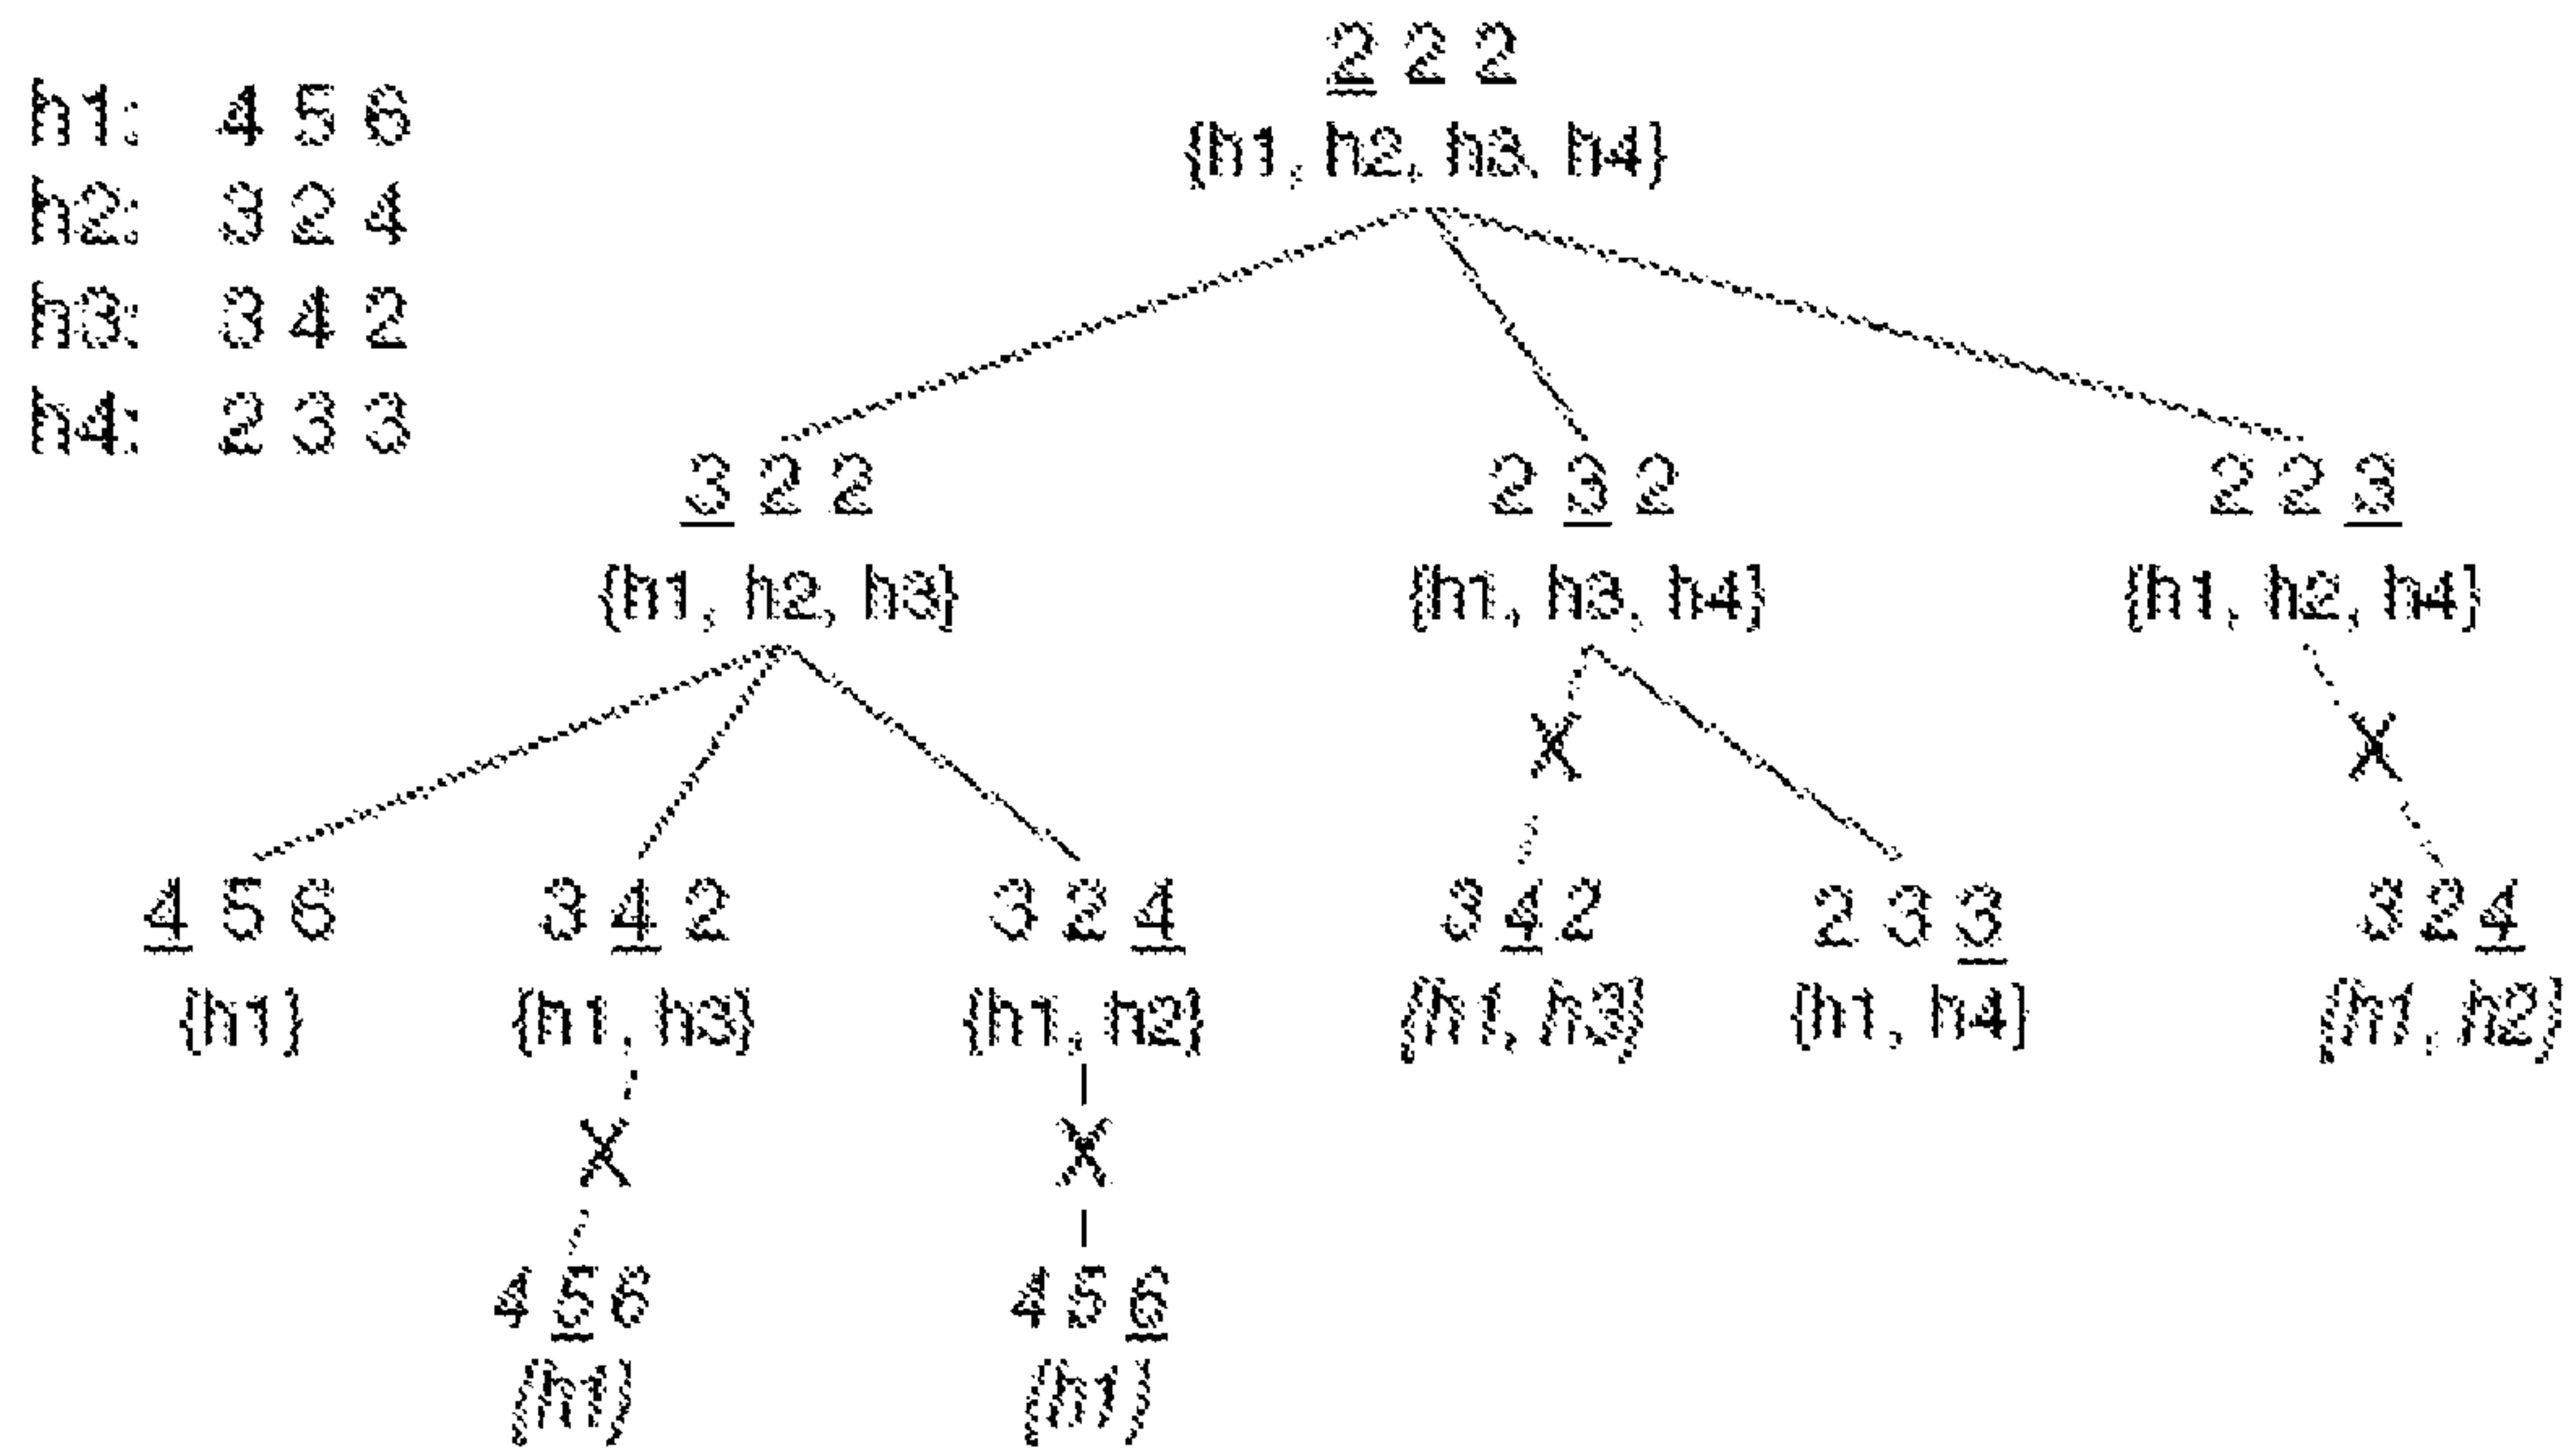 h1: 4 5 6
h2: 3 2 4
h3: 3 4 2
h4: 2 3 3
2 2 2
{h1, h2, h3, h4}
3 2 2
2 3 2
2 2 3
{h1, h2, h3}
{h1, h3, h4}
{h1, h2, h4}
X
X
4 5 6
3 4 2
3 2 4
3 4 2
2 3 3
3 2 4
{h1}
{h1, h3}
{h1, h2}
{h1, h3}
{h1, h4}
{h1, h2}
X
X
4 5 6
4 5 6
{h1}
{h1}